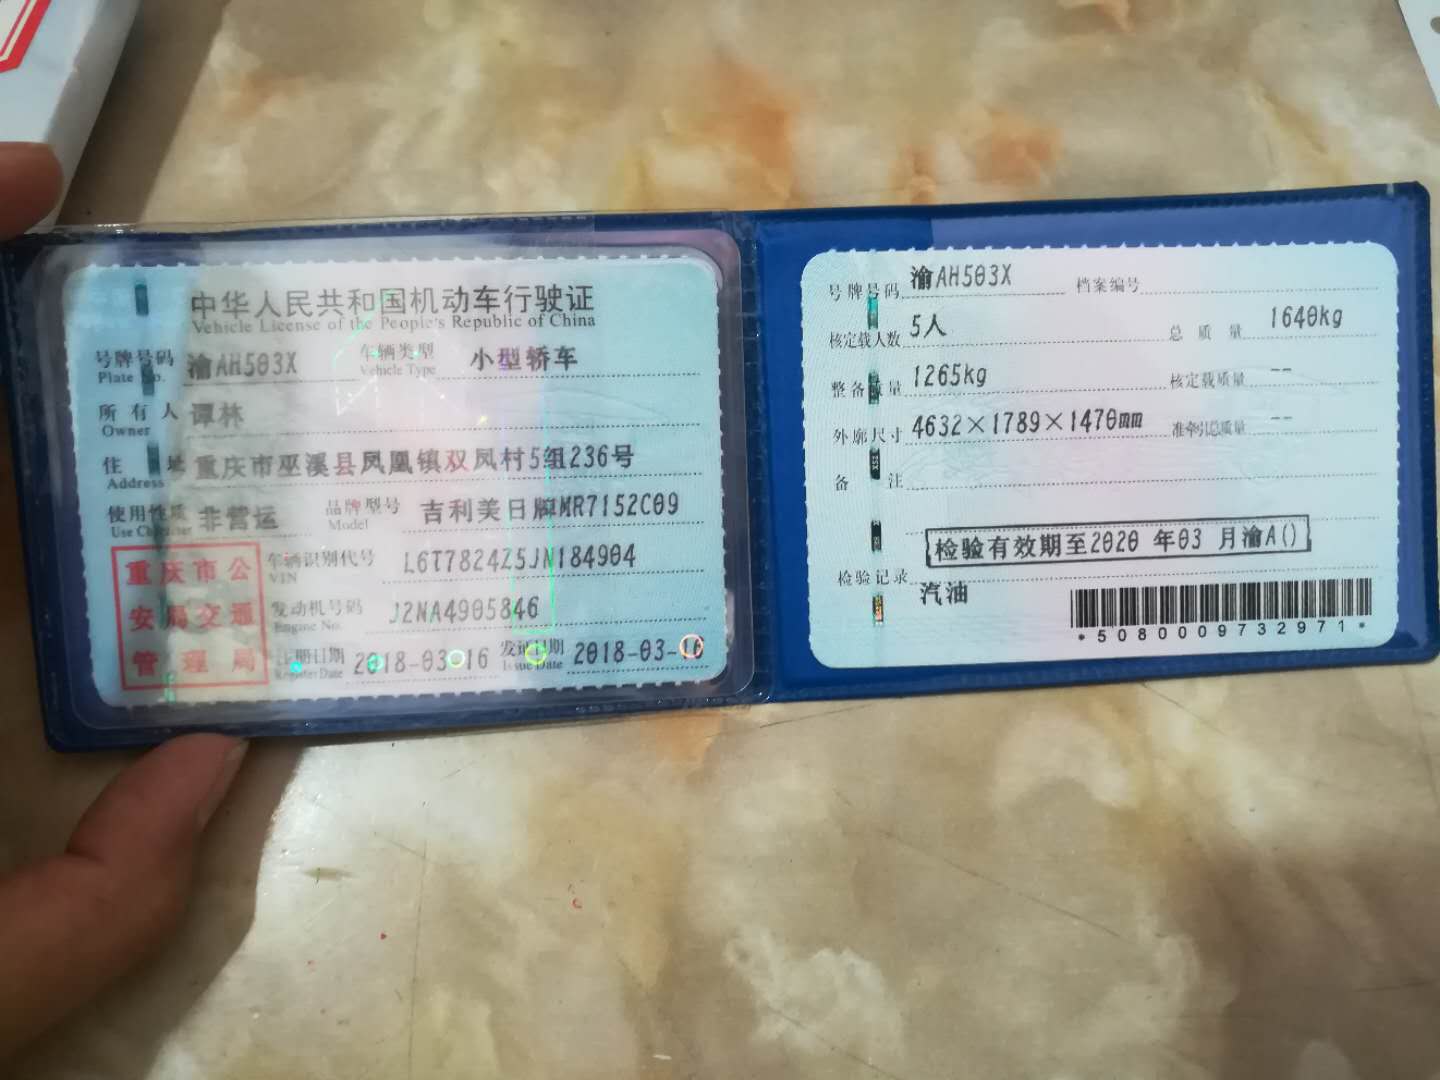 中华人民共和国机动车行驶证
Vehicle License of the People's Republic of China
号牌号码 渝AH503X 车辆类型 小型轿车
Plate No. Vehicle Type
所有人 谭林
Owner
住址 重庆市巫溪县凤凰镇双凤村5组236号
Address
使用性质 非营运 品牌型号 吉利美日牌MR7152C09
Use Character Model
重庆市公
安局交通
管理局
车辆识别代号 L6T7824Z5JN184904
VIN
发动机号码 J2NA4905846
Engine No.
注册日期 2018-03-16 发证日期 2018-03-16
Register Date Issue Date
号牌号码 渝AH503X 档案编号
核定载人数 5人 总质量 1640kg
整备质量 1265kg 核定载质量 --
外廓尺寸 4632×1789×1470mm 准牵引总质量 --
备注
检验有效期至2020 年03 月渝A()
检验记录
汽油
*5080009732971*